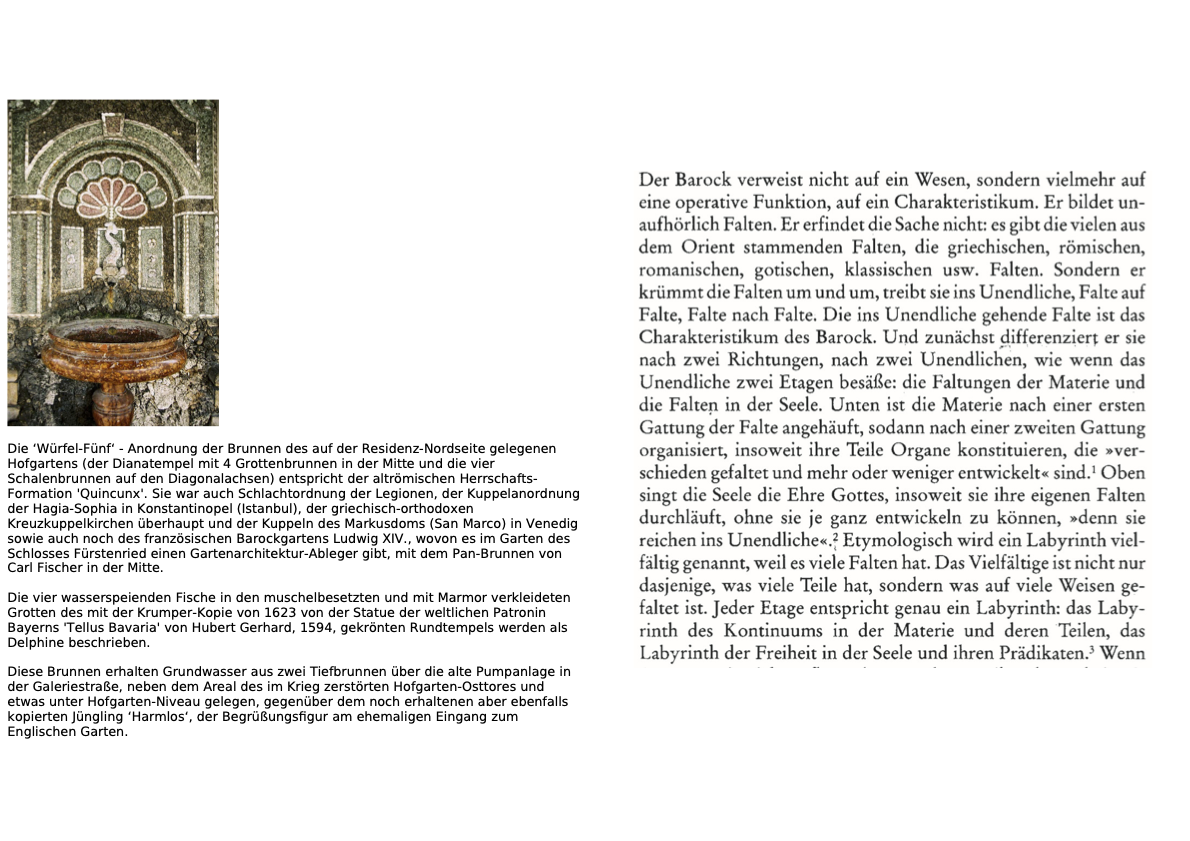 Die ‘Würfel-Fünf‘ - Anordnung der Brunnen des auf der Residenz-Nordseite gelegenen
Hofgartens (der Dianatempel mit 4 Grottenbrunnen in der Mitte und die vier
Schalenbrunnen auf den Diagonalachsen) entspricht der altrömischen Herrschafts-
Formation 'Quincunx'. Sie war auch Schlachtordnung der Legionen, der Kuppelanordnung
der Hagia-Sophia in Konstantinopel (Istanbul), der griechisch-orthodoxen
Kreuzkuppelkirchen überhaupt und der Kuppeln des Markusdoms (San Marco) in Venedig
sowie auch noch des französischen Barockgartens Ludwig XIV., wovon es im Garten des
Schlosses Fürstenried einen Gartenarchitektur-Ableger gibt, mit dem Pan-Brunnen von
Carl Fischer in der Mitte.
Die vier wasserspeienden Fische in den muschelbesetzten und mit Marmor verkleideten
Grotten des mit der Krumper-Kopie von 1623 von der Statue der weltlichen Patronin
Bayerns 'Tellus Bavaria' von Hubert Gerhard, 1594, gekrönten Rundtempels werden als
Delphine beschrieben.
Diese Brunnen erhalten Grundwasser aus zwei Tiefbrunnen über die alte Pumpanlage in
der Galeriestraße, neben dem Areal des im Krieg zerstörten Hofgarten-Osttores und
etwas unter Hofgarten-Niveau gelegen, gegenüber dem noch erhaltenen aber ebenfalls
kopierten Jüngling ‘Harmlos‘, der Begrüßungsfigur am ehemaligen Eingang zum
Englischen Garten.
Der Barock verweist nicht auf ein Wesen, sondern vielmehr auf
eine operative Funktion, auf ein Charakteristikum. Er bildet un-
aufhörlich Falten. Er erfindet die Sache nicht: es gibt die vielen aus
dem Orient stammenden Falten, die griechischen, römischen,
romanischen, gotischen, klassischen usw. Falten. Sondern er
krümmt die Falten um und um, treibt sie ins Unendliche, Falte auf
Falte, Falte nach Falte. Die ins Unendliche gehende Falte ist das
Charakteristikum des Barock. Und zunächst differenziert er sie
nach zwei Richtungen, nach zwei Unendlichen, wie wenn das
Unendliche zwei Etagen besäße: die Faltungen der Materie und
die Falten in der Seele. Unten ist die Materie nach einer ersten
Gattung der Falte angehäuft, sodann nach einer zweiten Gattung
organisiert, insoweit ihre Teile Organe konstituieren, die »ver-
schieden gefaltet und mehr oder weniger entwickelt« sind.¹ Oben
singt die Seele die Ehre Gottes, insoweit sie ihre eigenen Falten
durchläuft, ohne sie je ganz entwickeln zu können, »denn sie
reichen ins Unendliche«.² Etymologisch wird ein Labyrinth viel-
fältig genannt, weil es viele Falten hat. Das Vielfältige ist nicht nur
dasjenige, was viele Teile hat, sondern was auf viele Weisen ge-
faltet ist. Jeder Etage entspricht genau ein Labyrinth: das Laby-
rinth des Kontinuums in der Materie und deren Teilen, das
Labyrinth der Freiheit in der Seele und ihren Prädikaten.³ Wenn